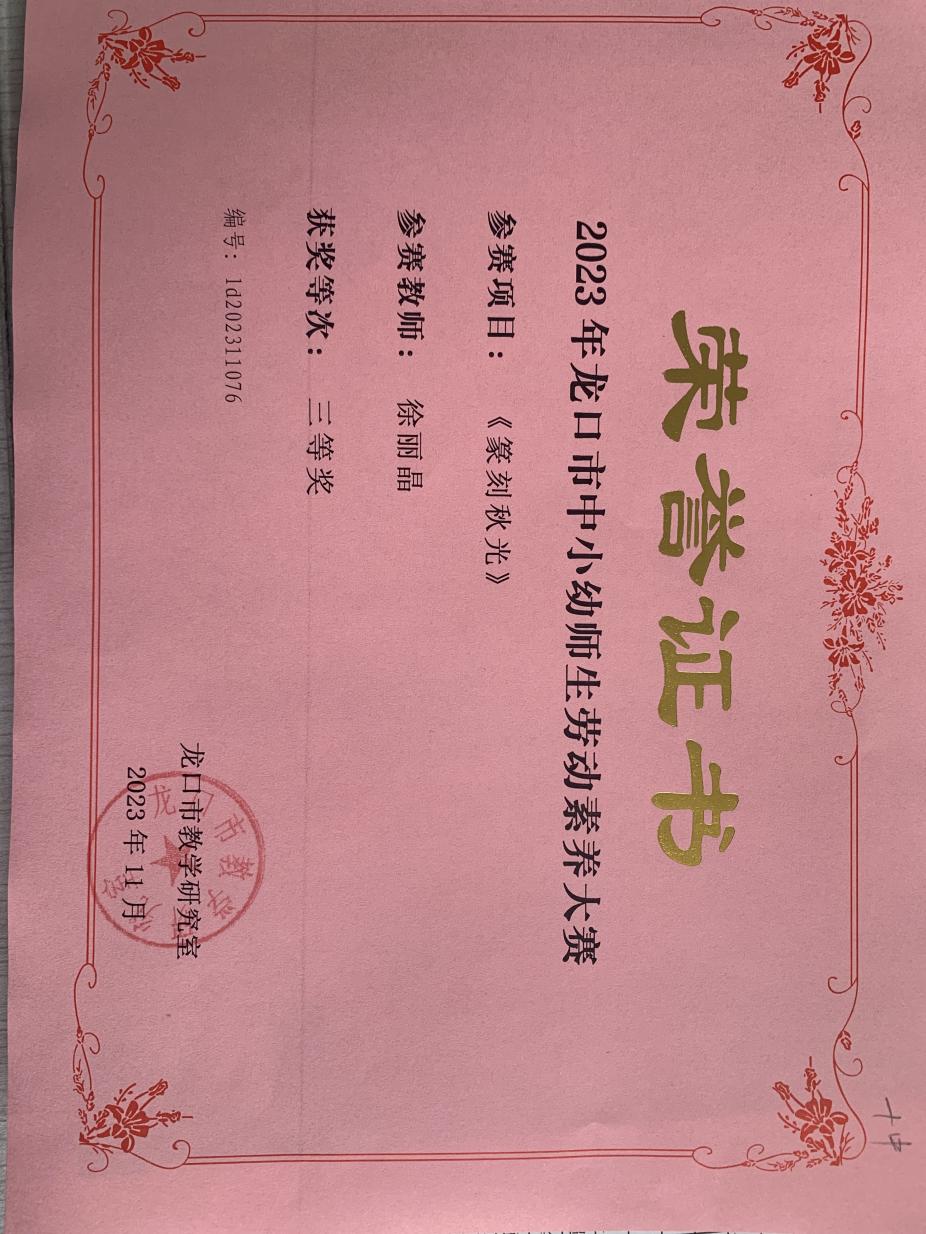 荣誉证书
2023年龙口市中小幼师生劳动素养大赛
参赛项目：《篆刻秋光》
参赛教师：徐丽晶
获奖等次：三等奖
编号：ld202311076
龙口市教学研究室
2023年11月
十中